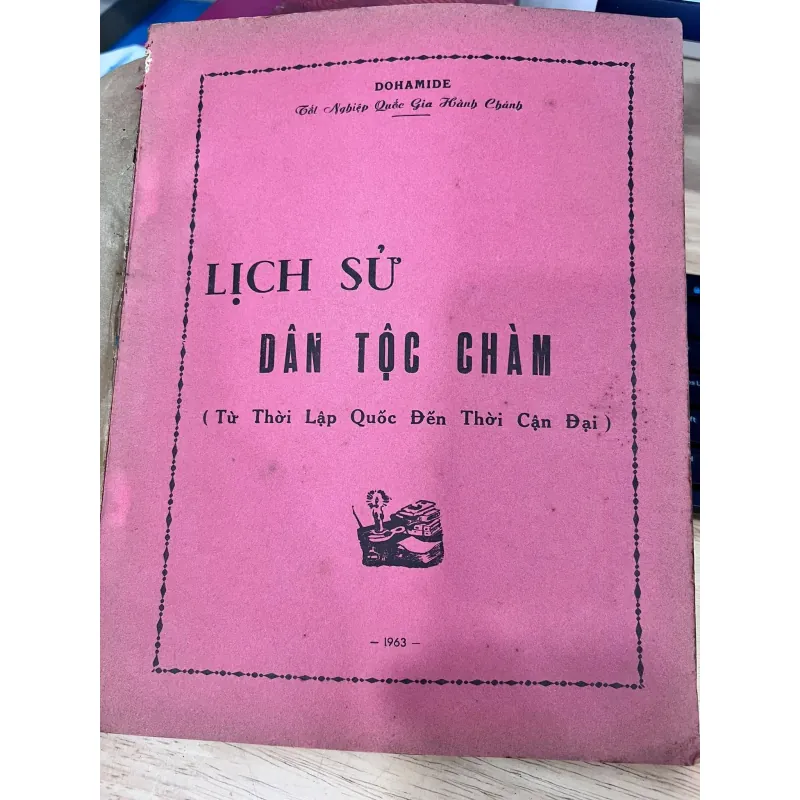 DOHAMIDE
Tốt Nghiệp Quốc Gia Hành Chánh
LỊCH SỬ
DÂN TỘC CHÀM
( Từ Thời Lập Quốc Đến Thời Cận Đại )
— 1963 —